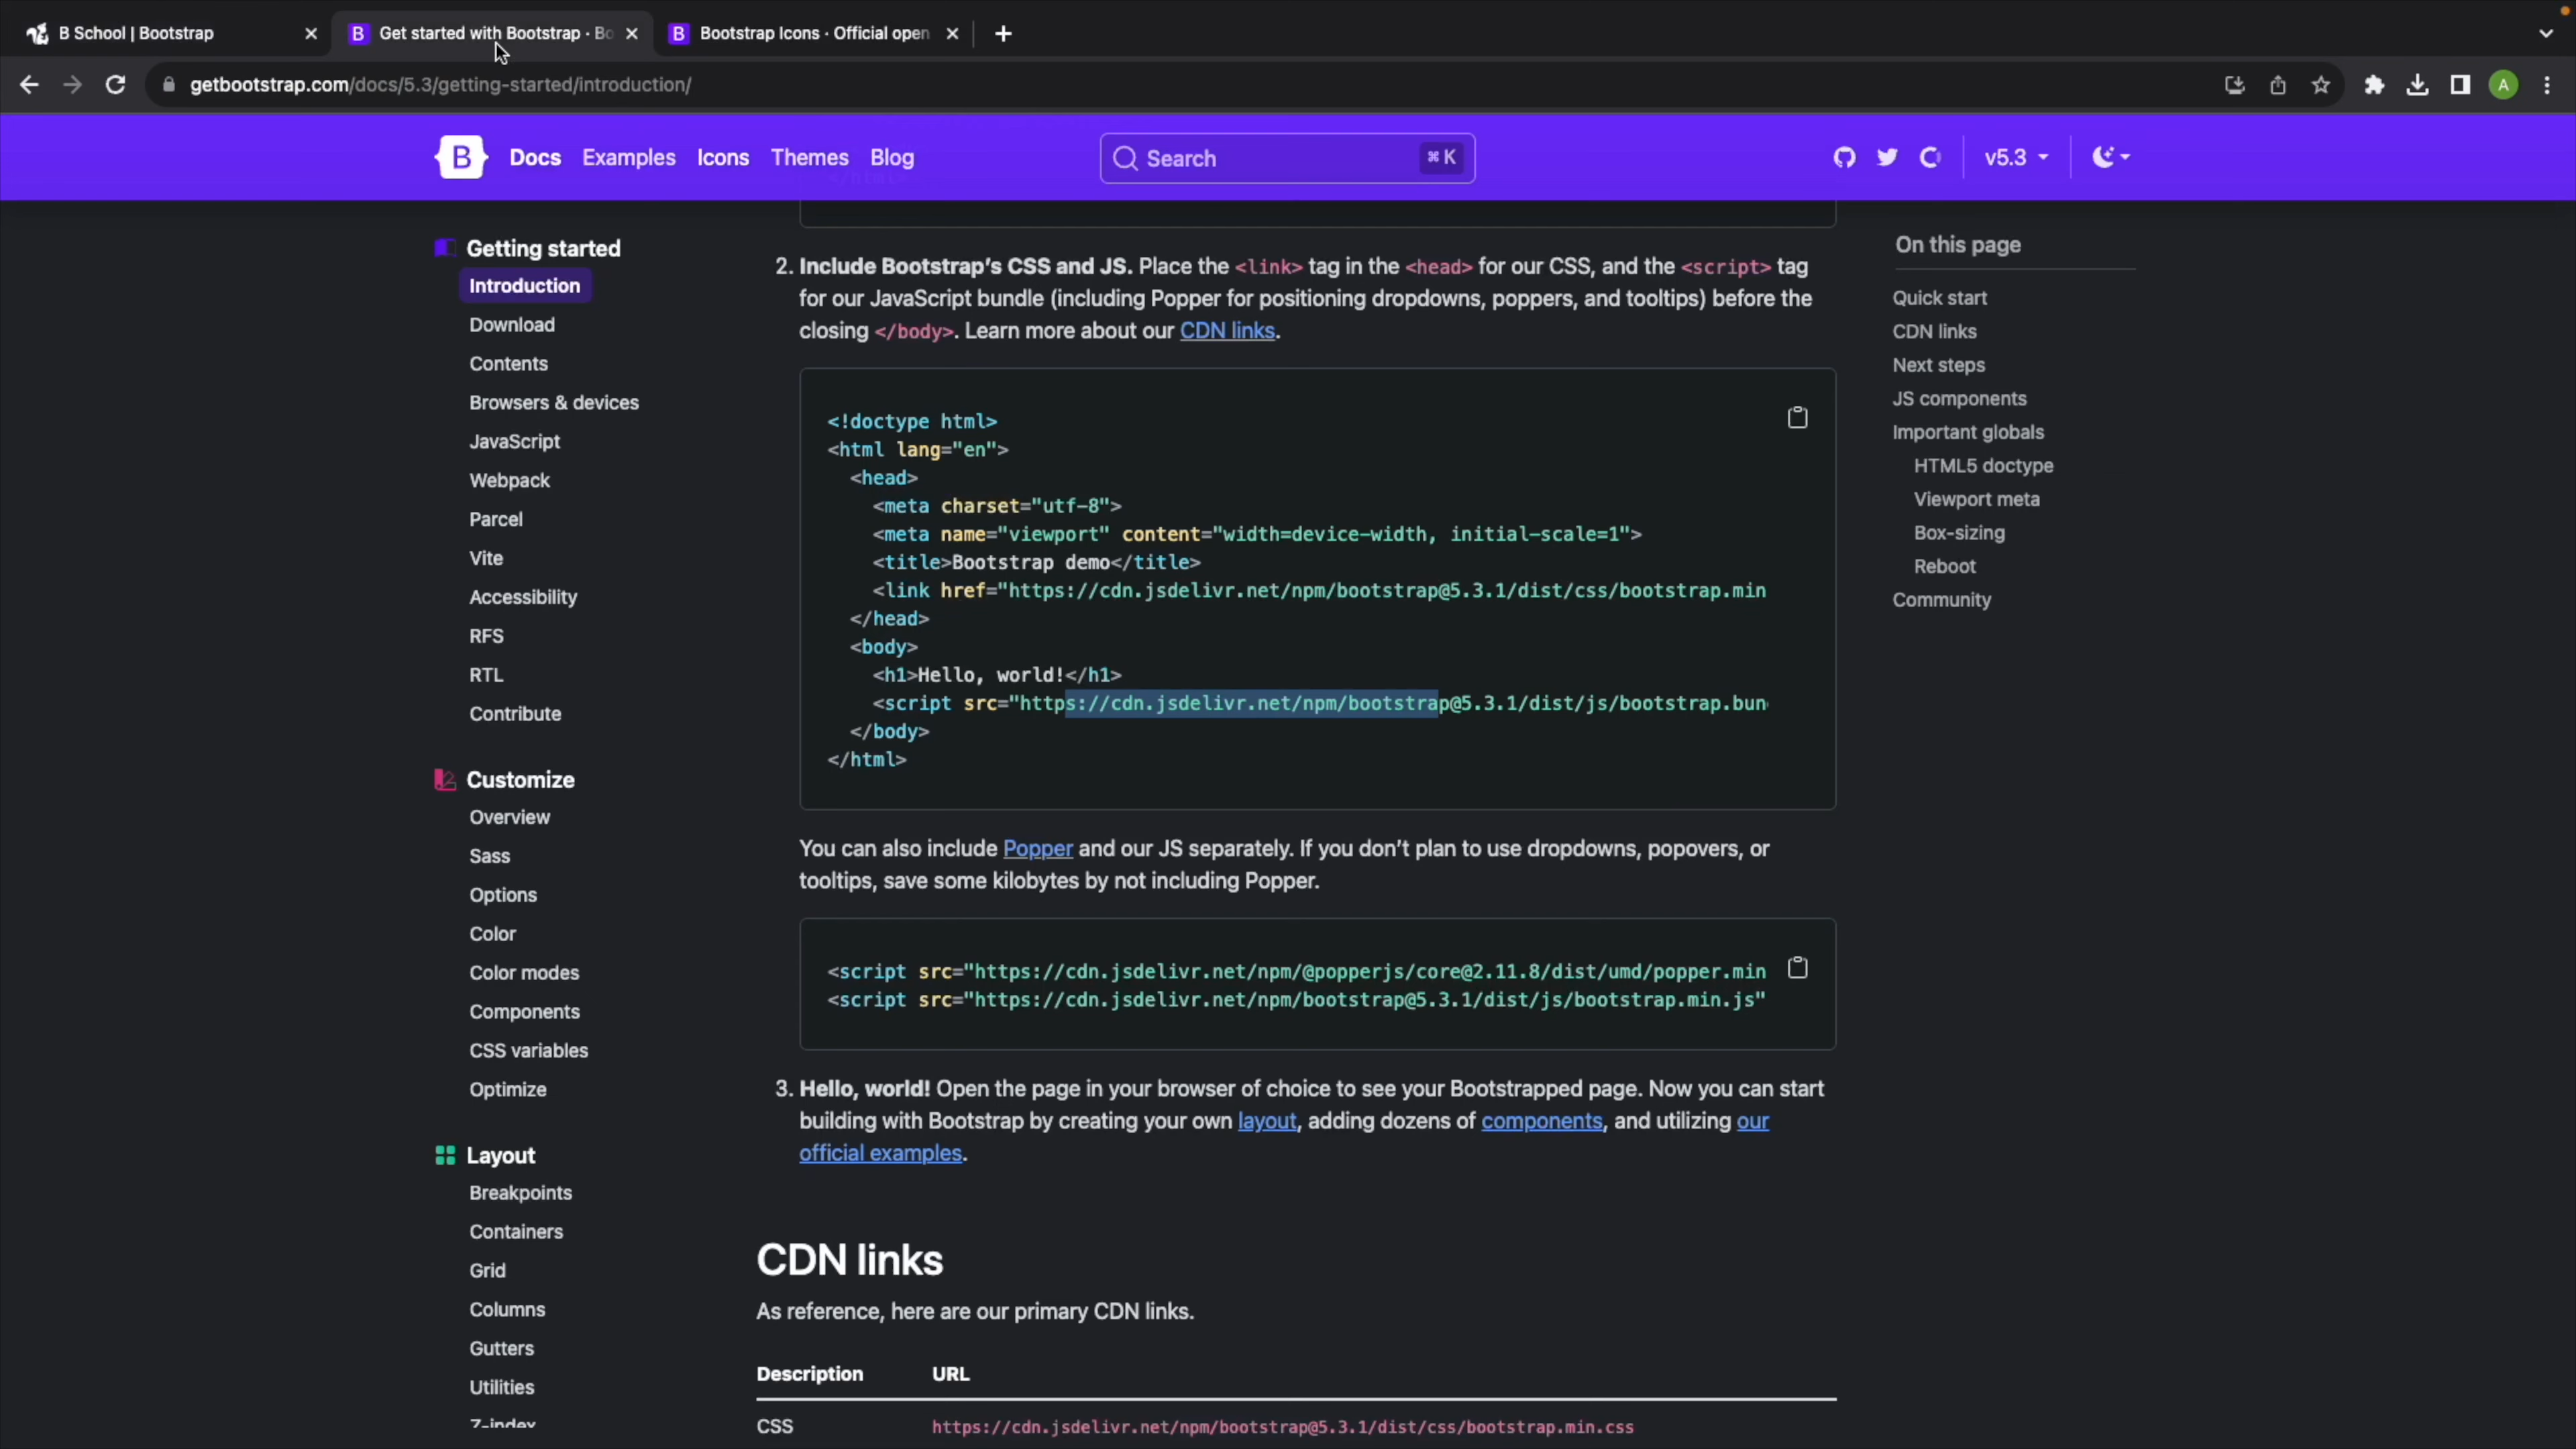 B School | Bootstrap
Get started with Bootstrap · Bo
Bootstrap Icons · Official open
getbootstrap.com/docs/5.3/getting-started/introduction/
A
B
Docs
Examples
Icons
Themes
Blog
Search
⌘ K
v5.3
Getting started
Introduction
Download
Contents
Browsers & devices
JavaScript
Webpack
Parcel
Vite
Accessibility
RFS
RTL
Contribute
Customize
Overview
Sass
Options
Color
Color modes
Components
CSS variables
Optimize
Layout
Breakpoints
Containers
Grid
Columns
Gutters
Utilities
Z-index
2. Include Bootstrap’s CSS and JS. Place the <link> tag in the <head> for our CSS, and the <script> tag
for our JavaScript bundle (including Popper for positioning dropdowns, poppers, and tooltips) before the
closing </body>. Learn more about our CDN links.
<!doctype html>
<html lang="en">
<head>
<meta charset="utf-8">
<meta name="viewport" content="width=device-width, initial-scale=1">
<title>Bootstrap demo</title>
<link href="https://cdn.jsdelivr.net/npm/bootstrap@5.3.1/dist/css/bootstrap.min
</head>
<body>
<h1>Hello, world!</h1>
<script src="https://cdn.jsdelivr.net/npm/bootstrap@5.3.1/dist/js/bootstrap.bun
</body>
</html>
You can also include Popper and our JS separately. If you don’t plan to use dropdowns, popovers, or
tooltips, save some kilobytes by not including Popper.
<script src="https://cdn.jsdelivr.net/npm/@popperjs/core@2.11.8/dist/umd/popper.min
<script src="https://cdn.jsdelivr.net/npm/bootstrap@5.3.1/dist/js/bootstrap.min.js"
3. Hello, world! Open the page in your browser of choice to see your Bootstrapped page. Now you can start
building with Bootstrap by creating your own layout, adding dozens of components, and utilizing our
official examples.
CDN links
As reference, here are our primary CDN links.
Description URL
CSS https://cdn.jsdelivr.net/npm/bootstrap@5.3.1/dist/css/bootstrap.min.css
On this page
Quick start
CDN links
Next steps
JS components
Important globals
HTML5 doctype
Viewport meta
Box-sizing
Reboot
Community